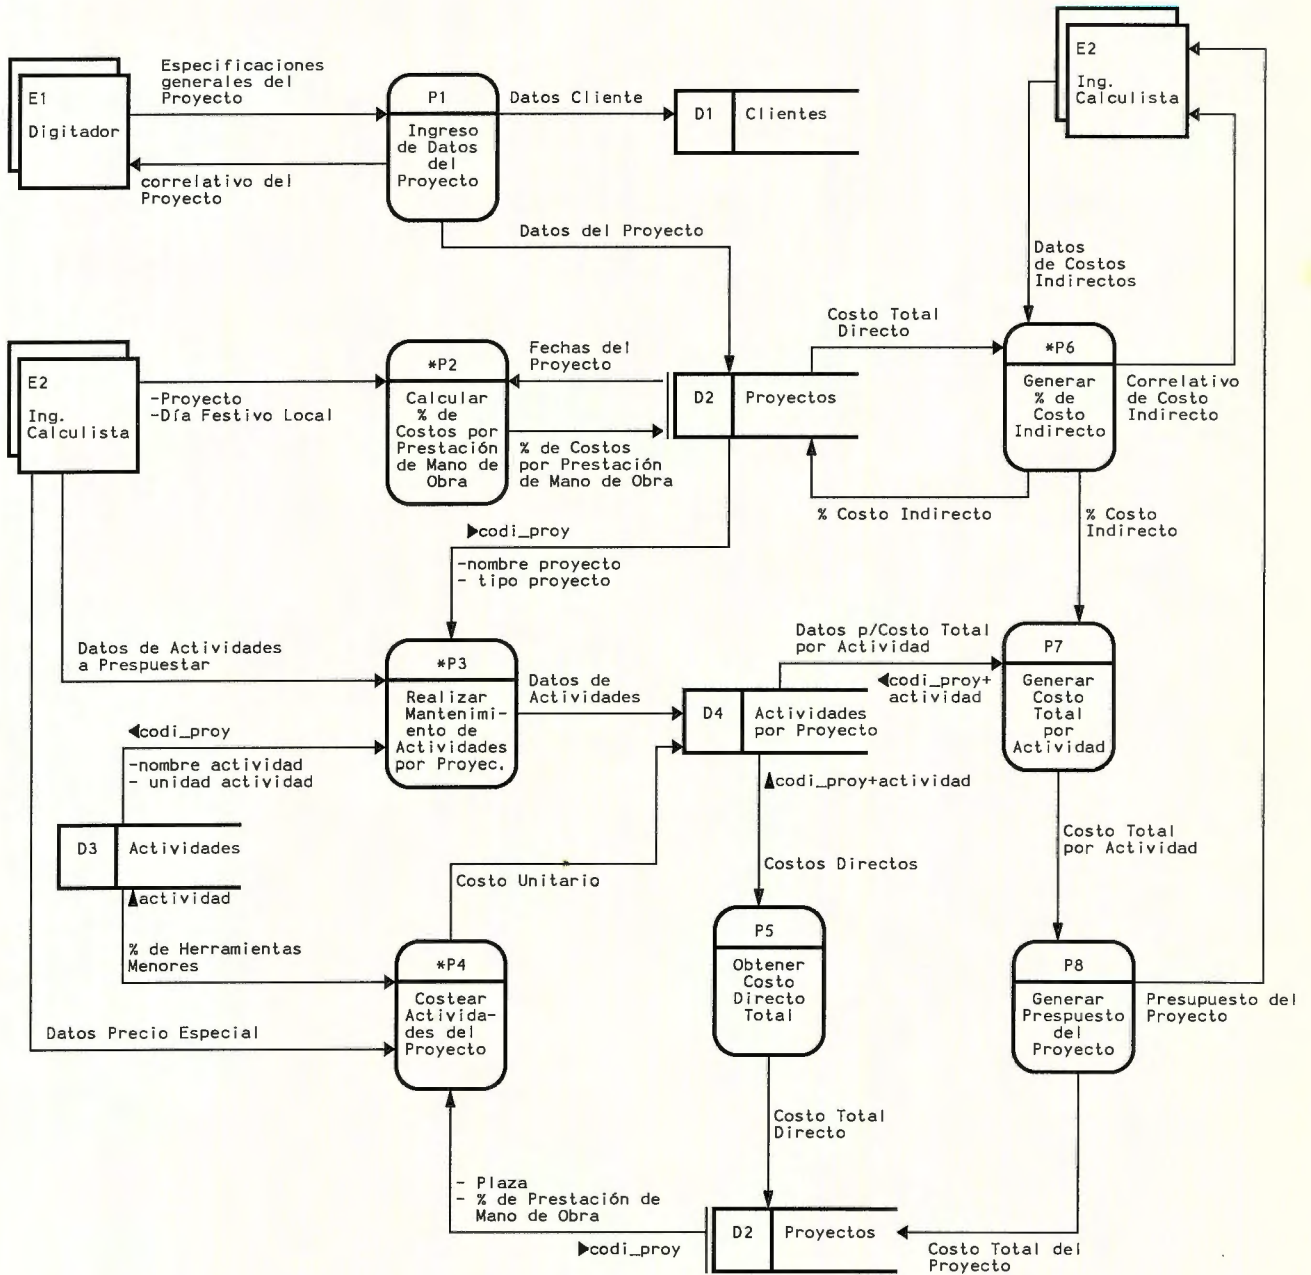 E1
Digitador
Especificaciones
generales del
Proyecto
correlativo del
Proyecto
P1
Ingreso
de Datos
del
Proyecto
Datos Cliente
D1
Clientes
Datos del Proyecto
E2
Ing.
Calculista
Datos
de Costos
Indirectos
E2
Ing.
Calculista
-Proyecto
-Día Festivo Local
*P2
Calcular
% de
Costos por
Prestación
de Mano de
Obra
Fechas del
Proyecto
% de Costos
por Prestación
de Mano de Obra
D2
Proyectos
Costo Total
Directo
*P6
Generar
% de
Costo
Indirecto
Correlativo
de Costo
Indirecto
% Costo Indirecto
% Costo
Indirecto
codi_proy
-nombre proyecto
- tipo proyecto
Datos de Actividades
a Prespuestar
*P3
Realizar
Mantenimi-
ento de
Actividades
por Proyec.
Datos de
Actividades
D4
Actividades
por Proyecto
Datos p/Costo Total
por Actividad
codi_proy+
actividad
P7
Generar
Costo
Total
por
Actividad
codi_proy
-nombre actividad
- unidad actividad
codi_proy+actividad
D3
Actividades
actividad
% de Herramientas
Menores
Datos Precio Especial
Costo Unitario
Costos Directos
Costo Total
por Actividad
*P4
Costear
Activida-
des del
Proyecto
P5
Obtener
Costo
Directo
Total
P8
Generar
Prespuesto
del
Proyecto
Presupuesto del
Proyecto
Costo Total
Directo
- Plaza
- % de Prestación de
Mano de Obra
codi_proy
D2
Proyectos
Costo Total del
Proyecto